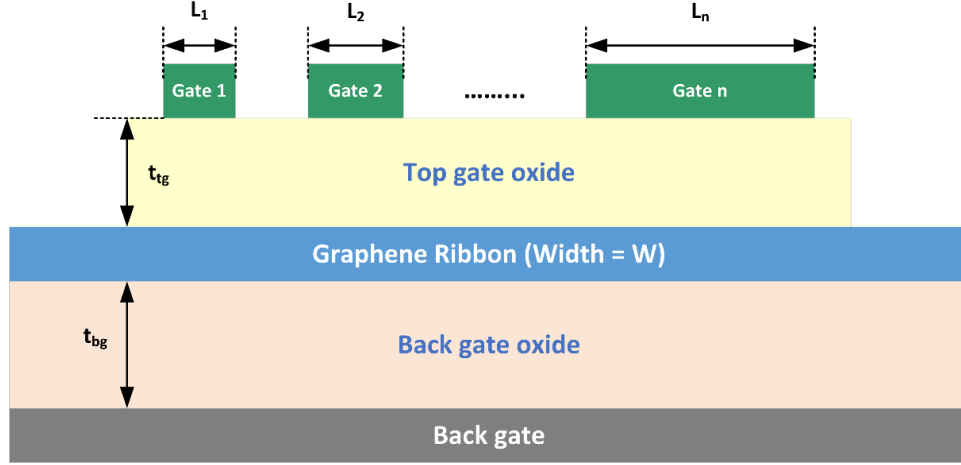 L1 L2 Ln
Gate 1 Gate 2 ......... Gate n
ttg
Top gate oxide
Graphene Ribbon (Width = W)
tbg
Back gate oxide
Back gate